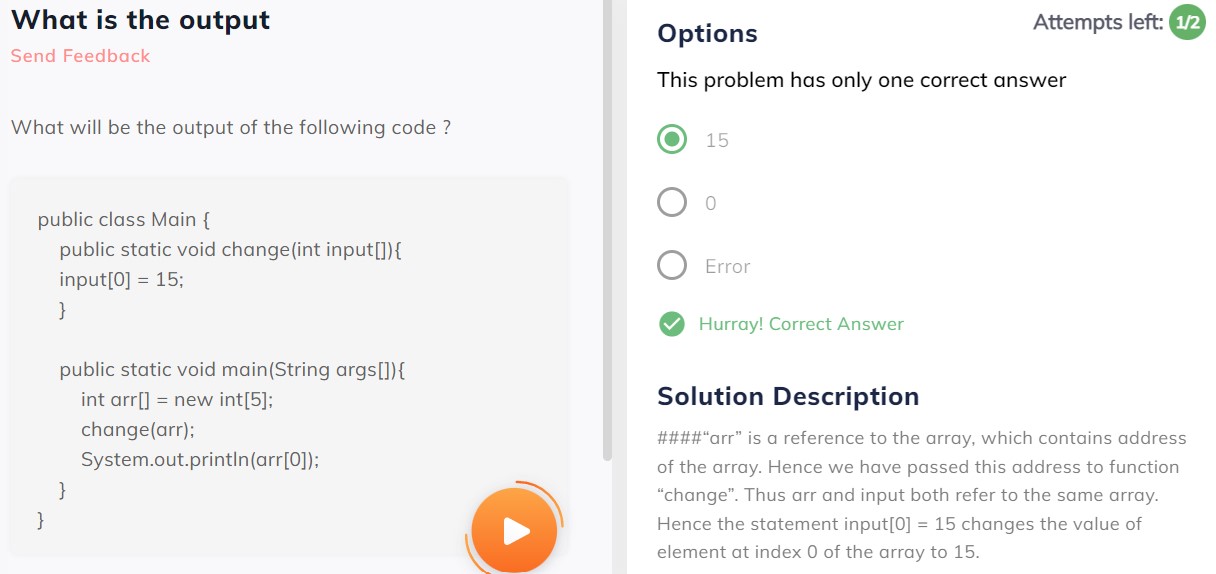 What is the output
Send Feedback
What will be the output of the following code ?
public class Main {
public static void change(int input[]){
input[0] = 15;
}
public static void main(String args[]){
int arr[] = new int[5];
change(arr);
System.out.println(arr[0]);
}
}
Attempts left: 1/2
Options
This problem has only one correct answer
15
0
Error
Hurray! Correct Answer
Solution Description
####“arr” is a reference to the array, which contains address
of the array. Hence we have passed this address to function
“change”. Thus arr and input both refer to the same array.
Hence the statement input[0] = 15 changes the value of
element at index 0 of the array to 15.